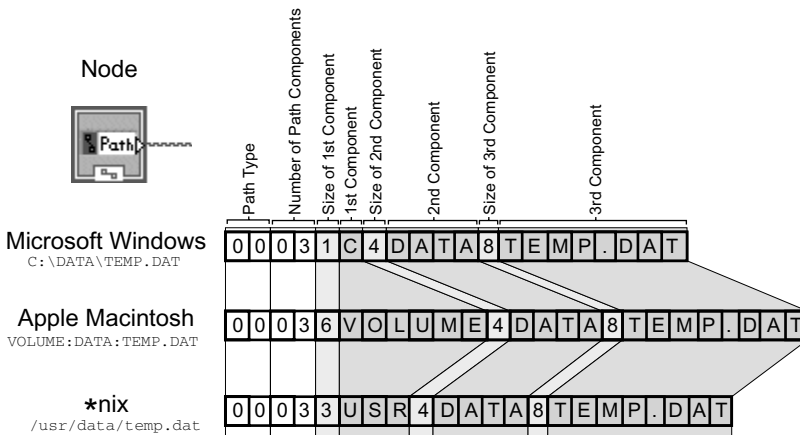 Node
Path
Path Type
Number of Path Components
Size of 1st Component
1st Component
Size of 2nd Component
2nd Component
Size of 3rd Component
3rd Component
Microsoft Windows
C:\DATA\TEMP.DAT
0 0 0 3 1 C 4 D A T A 8 T E M P . D A T
Apple Macintosh
VOLUME:DATA:TEMP.DAT
0 0 0 3 6 V O L U M E 4 D A T A 8 T E M P . D A T
*nix
/usr/data/temp.dat
0 0 0 3 3 U S R 4 D A T A 8 T E M P . D A T